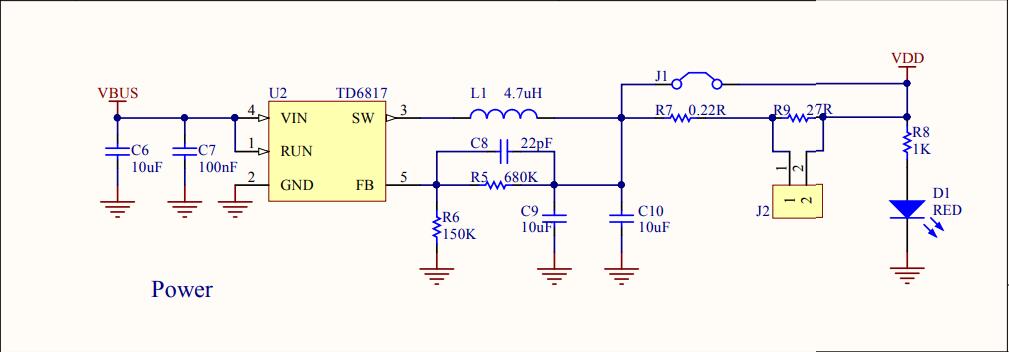 VDD
J1
VBUS
U2 TD6817
L1 4.7uH
R7 0.22R
R9 27R
4 VIN SW 3
R8
1K
C8 22pF
C6
10uF
C7
100nF
1 RUN
2 GND FB 5
R5 680K
1 2
1 2
J2
D1
RED
R6
150K
C9
10uF
C10
10uF
Power